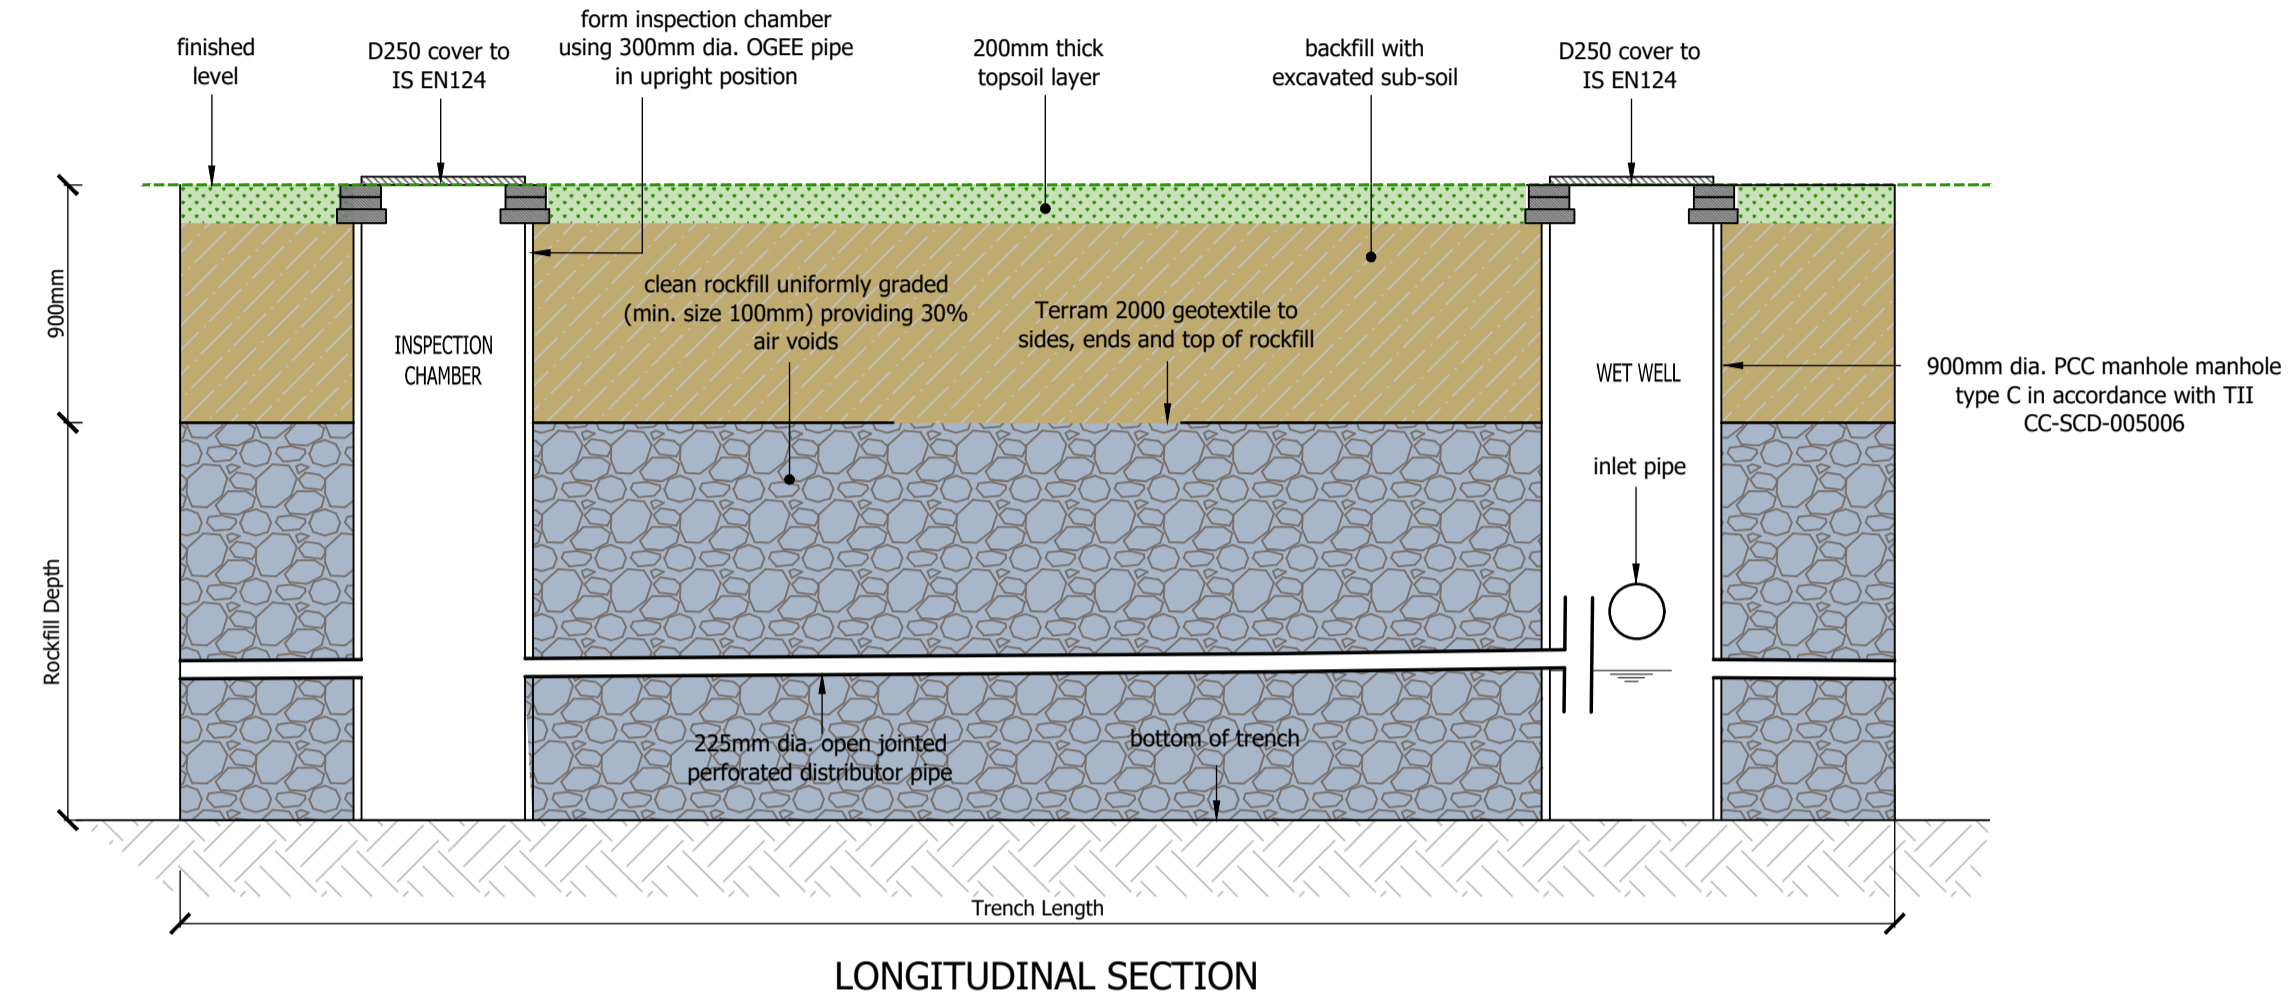 finished
level
D250 cover to
IS EN124
form inspection chamber
using 300mm dia. OGEE pipe
in upright position
200mm thick
topsoil layer
backfill with
excavated sub-soil
D250 cover to
IS EN124
900mm
clean rockfill uniformly graded
(min. size 100mm) providing 30%
air voids
Terram 2000 geotextile to
sides, ends and top of rockfill
INSPECTION
CHAMBER
WET WELL
900mm dia. PCC manhole manhole
type C in accordance with TII
CC-SCD-005006
inlet pipe
Rockfill Depth
225mm dia. open jointed
perforated distributor pipe
bottom of trench
Trench Length
LONGITUDINAL SECTION